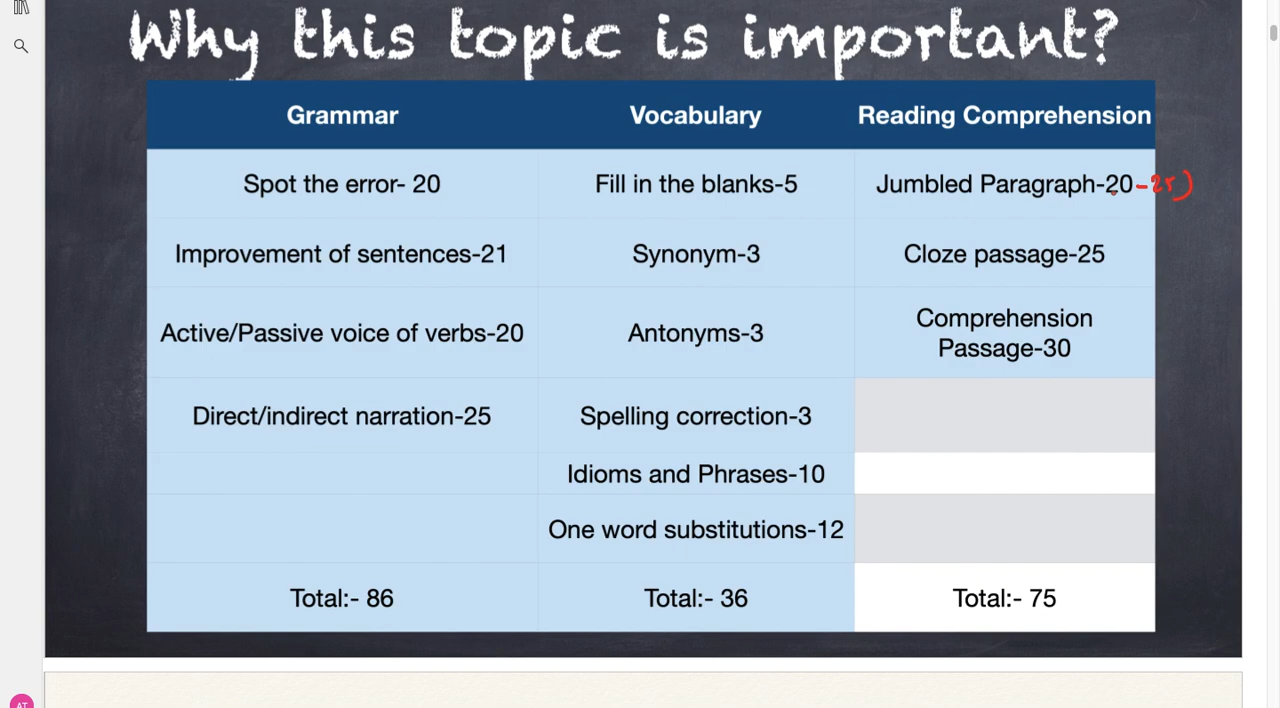 Why this topic is important?
Grammar Vocabulary Reading Comprehension
Spot the error- 20 Fill in the blanks-5 Jumbled Paragraph-20 -25)
Improvement of sentences-21 Synonym-3 Cloze passage-25
Active/Passive voice of verbs-20 Antonyms-3 Comprehension
Passage-30
Direct/indirect narration-25 Spelling correction-3
Idioms and Phrases-10
One word substitutions-12
Total:- 86 Total:- 36 Total:- 75
AT